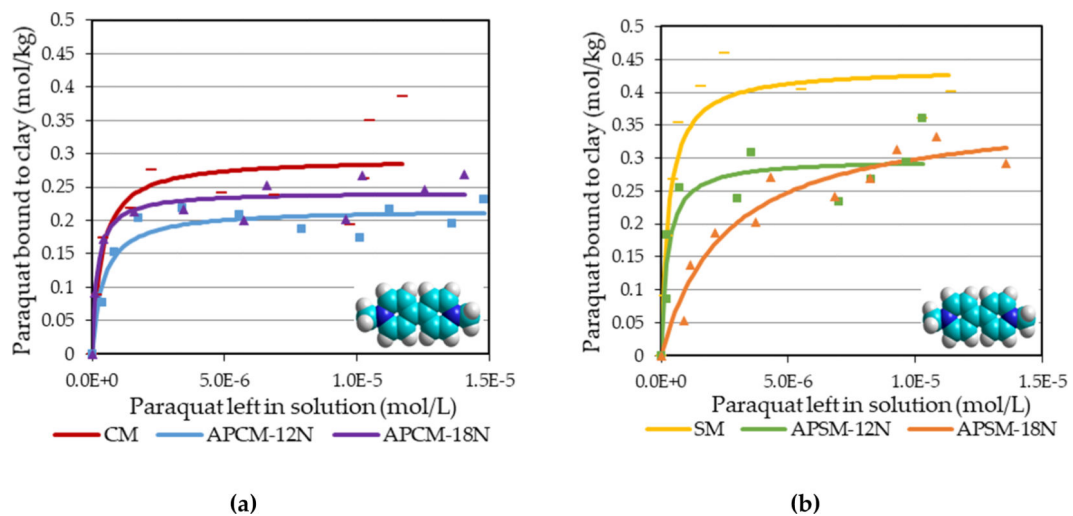 Paraquat bound to clay (mol/kg)
0.5
0.45
0.4
0.35
0.3
0.25
0.2
0.15
0.1
0.05
0
0.0E+0 5.0E-6 1.0E-5 1.5E-5
Paraquat left in solution (mol/L)
CM APCM-12N APCM-18N
(a)
Paraquat bound to clay (mol/kg)
0.5
0.45
0.4
0.35
0.3
0.25
0.2
0.15
0.1
0.05
0
0.0E+0 5.0E-6 1.0E-5 1.5E-5
Paraquat left in solution (mol/L)
SM APSM-12N APSM-18N
(b)